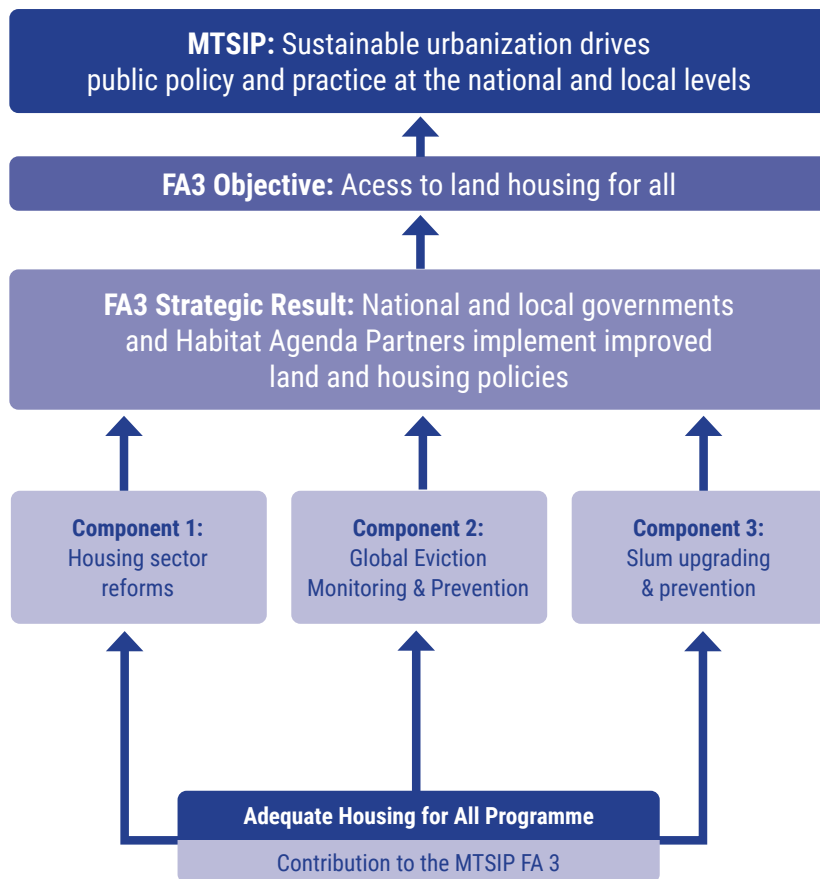 MTSIP: Sustainable urbanization drives
public policy and practice at the national and local levels
FA3 Objective: Acess to land housing for all
FA3 Strategic Result: National and local governments
and Habitat Agenda Partners implement improved
land and housing policies
Component 1:
Housing sector
reforms
Component 2:
Global Eviction
Monitoring & Prevention
Component 3:
Slum upgrading
& prevention
Adequate Housing for All Programme
Contribution to the MTSIP FA 3